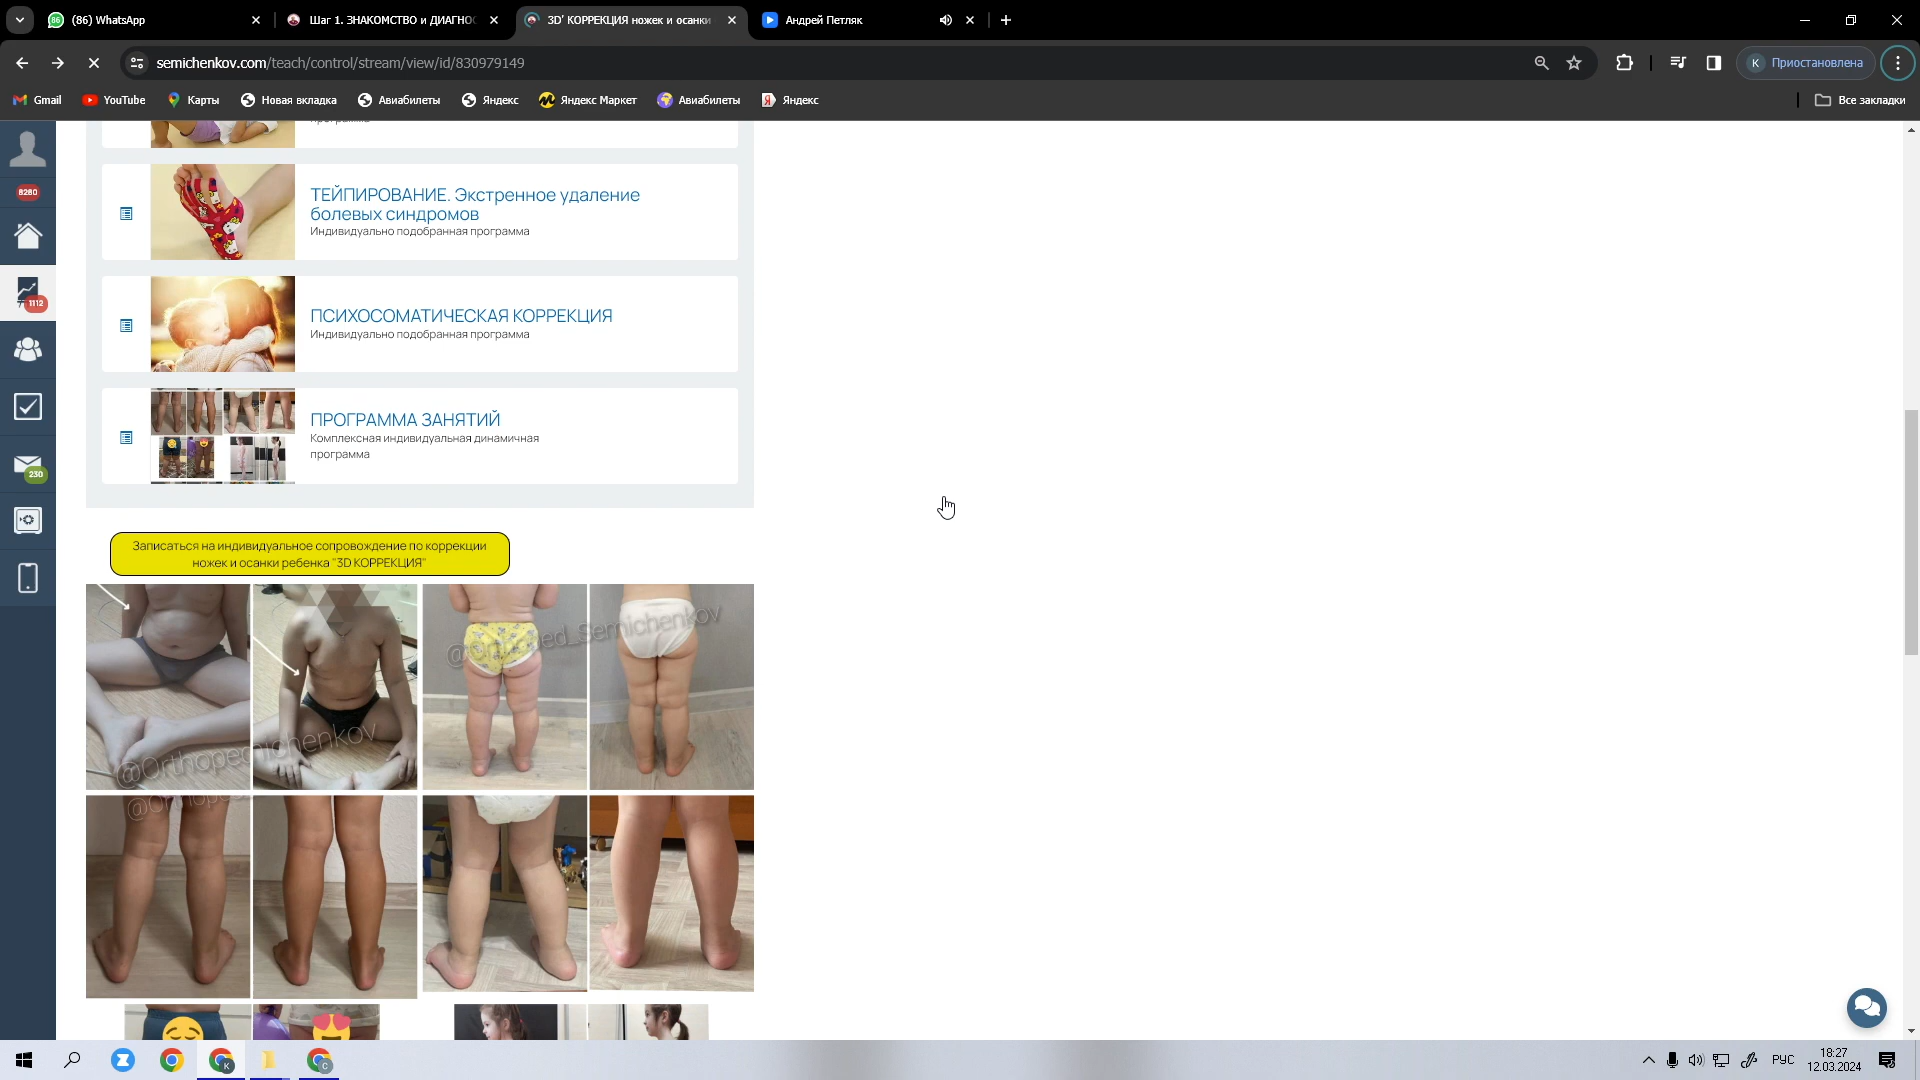 (86) WhatsApp
Шаг 1. ЗНАКОМСТВО и ДИАГНОС
3D' КОРРЕКЦИЯ ножек и осанки
Андрей Петляк
semichenkov.com/teach/control/stream/view/id/830979149
К Приостановлена
Gmail
YouTube
Карты
Новая вкладка
Авиабилеты
Яндекс
Яндекс Маркет
Авиабилеты
Яндекс
Все закладки
8280
1112
230
программа
ТЕЙПИРОВАНИЕ. Экстренное удаление
болевых синдромов
Индивидуально подобранная программа
ПСИХОСОМАТИЧЕСКАЯ КОРРЕКЦИЯ
Индивидуально подобранная программа
ПРОГРАММА ЗАНЯТИЙ
Комплексная индивидуальная динамичная
программа
Записаться на индивидуальное сопровождение по коррекции
ножек и осанки ребенка "3D КОРРЕКЦИЯ"
РУС
18:27
12.03.2024